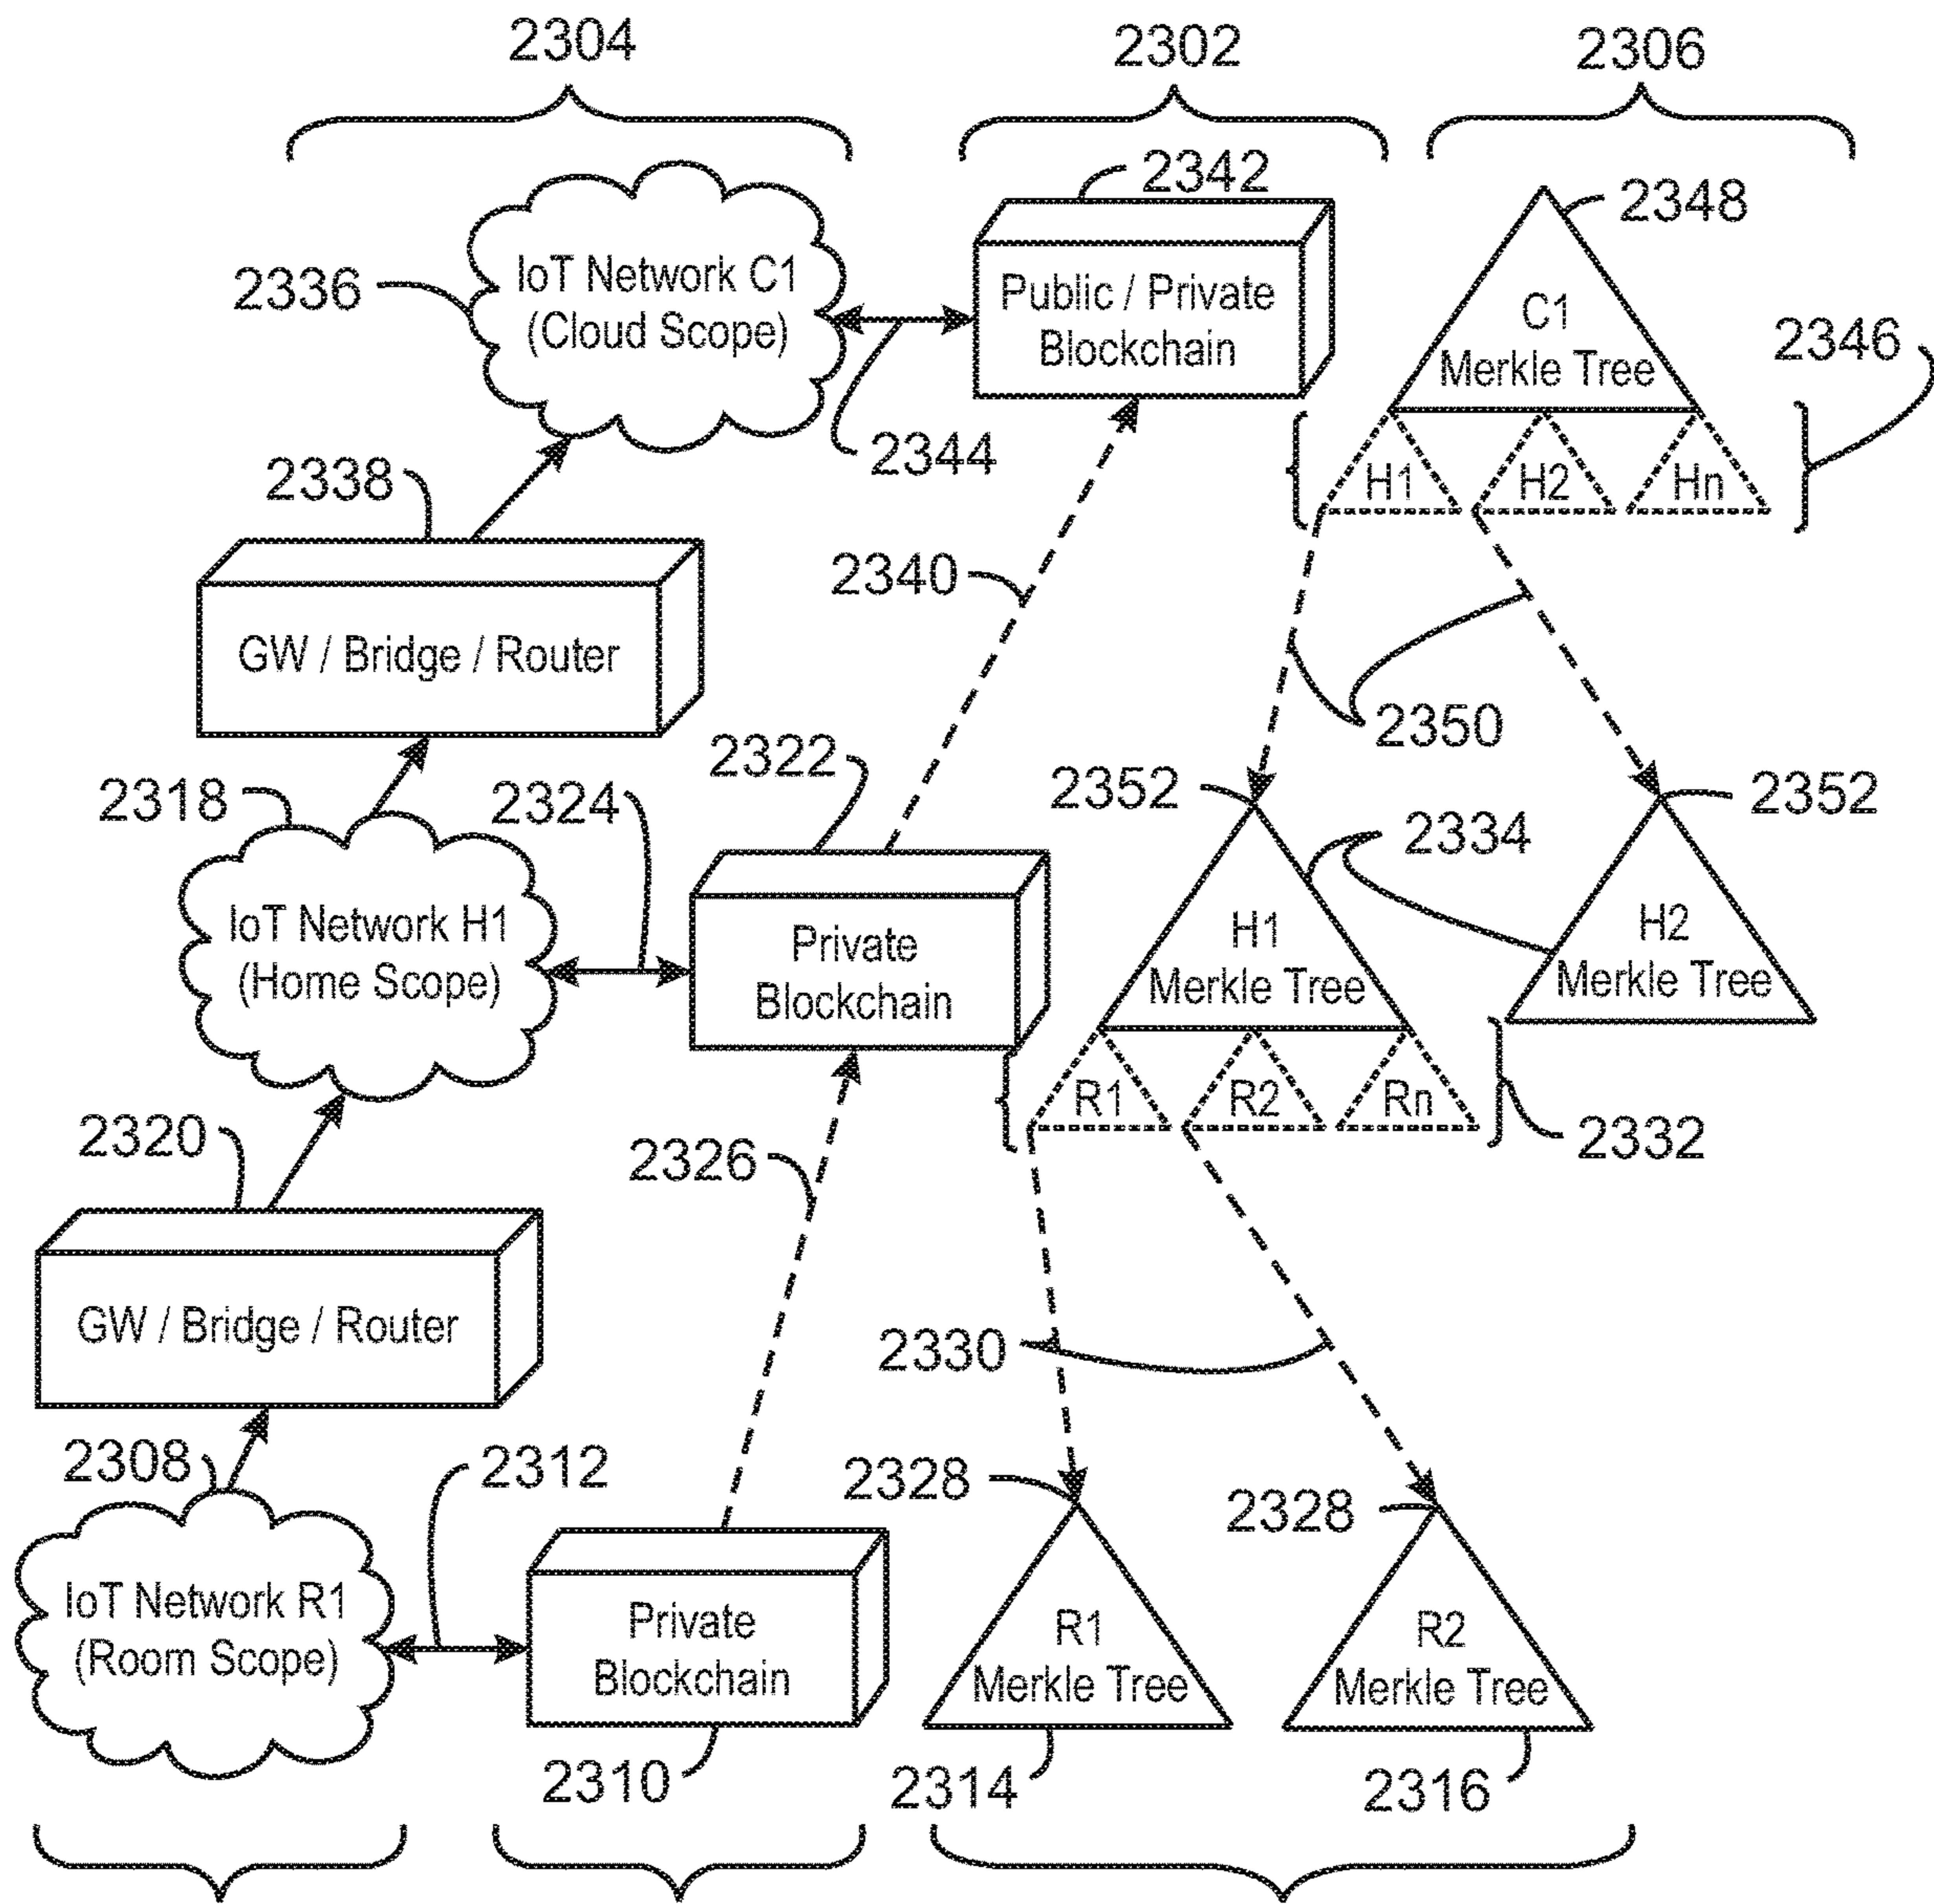 2304
2302
2306
2342
2348
2336
IoT Network C1
(Cloud Scope)
Public / Private
Blockchain
C1
Merkle Tree
2346
2344
H1
H2
Hn
2338
2340
GW / Bridge / Router
2350
2322
2318
2324
2352
2352
2334
IoT Network H1
(Home Scope)
Private
Blockchain
H1
Merkle Tree
H2
Merkle Tree
R1
R2
Rn
2332
2320
2326
GW / Bridge / Router
2330
2308
2312
2328
2328
IoT Network R1
(Room Scope)
Private
Blockchain
R1
Merkle Tree
R2
Merkle Tree
2310
2314
2316